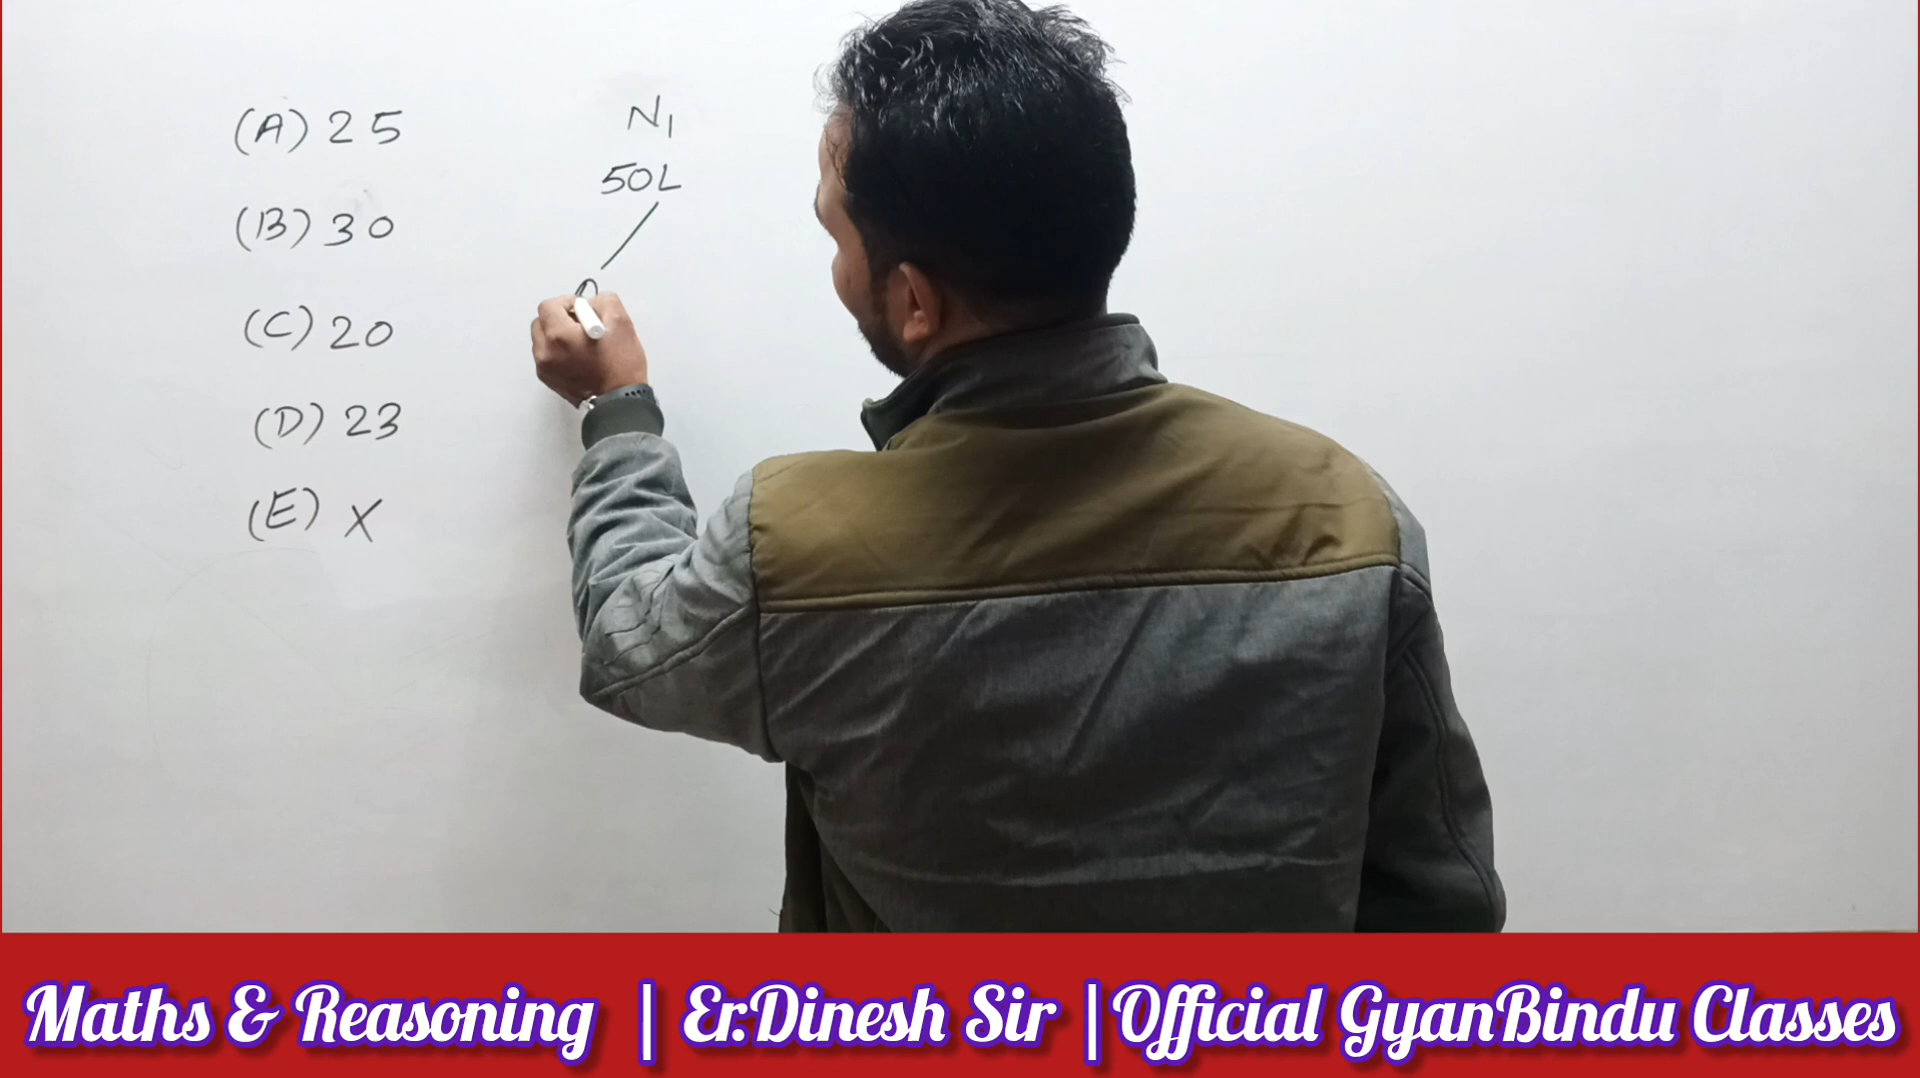 (A) 25
(B) 30
(C) 20
(D) 23
(E) X
N1
50L
Maths & Reasoning | Er.Dinesh Sir | Official GyanBindu Classes